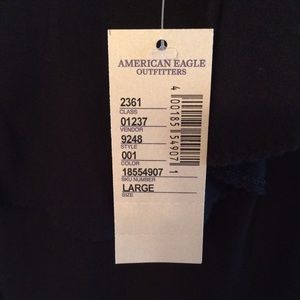 AMERICAN EAGLE
OUTFITTERS
2361
CLASS
01237
VENDOR
9248
STYLE
001
COLOR
18554907
SKU NUMBER
LARGE
SIZE
4 00185 54907 1